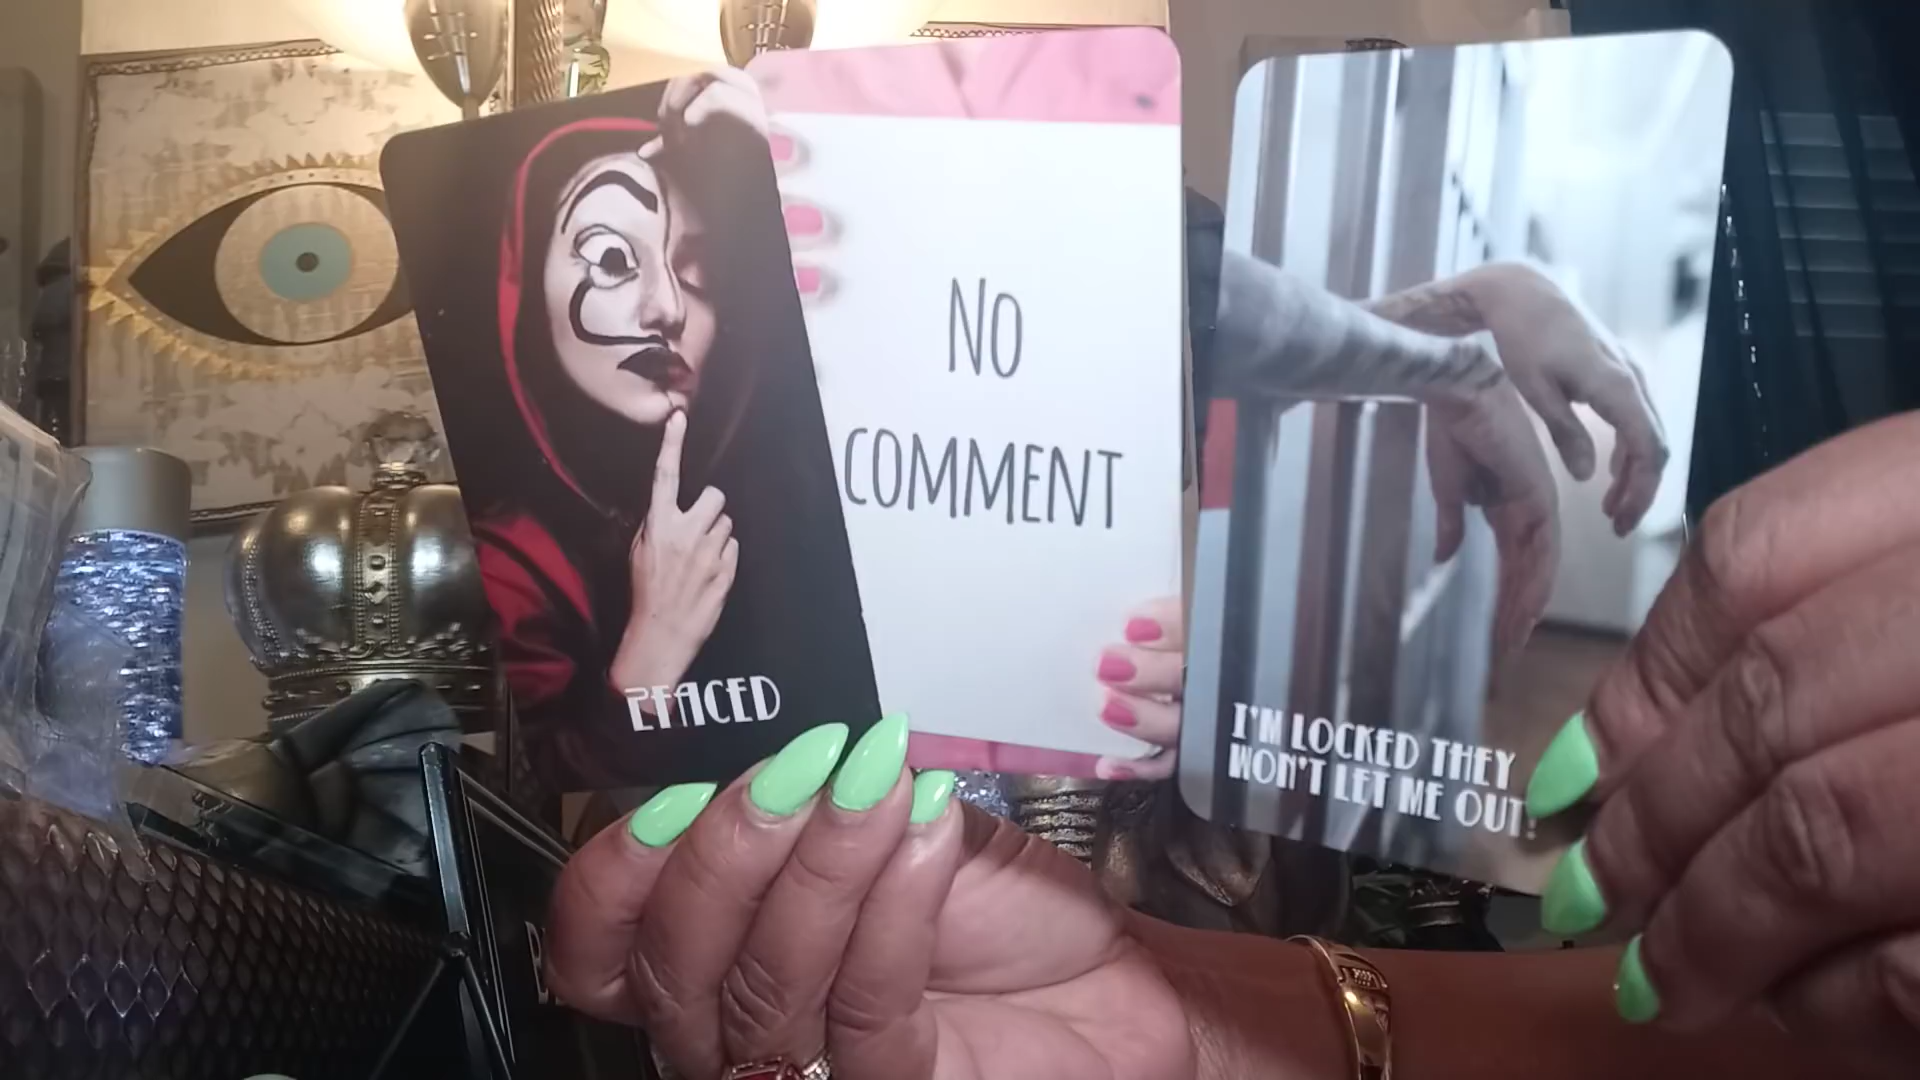 2FACED
NO
COMMENT
I'M LOCKED THEY
WON'T LET ME OUT!